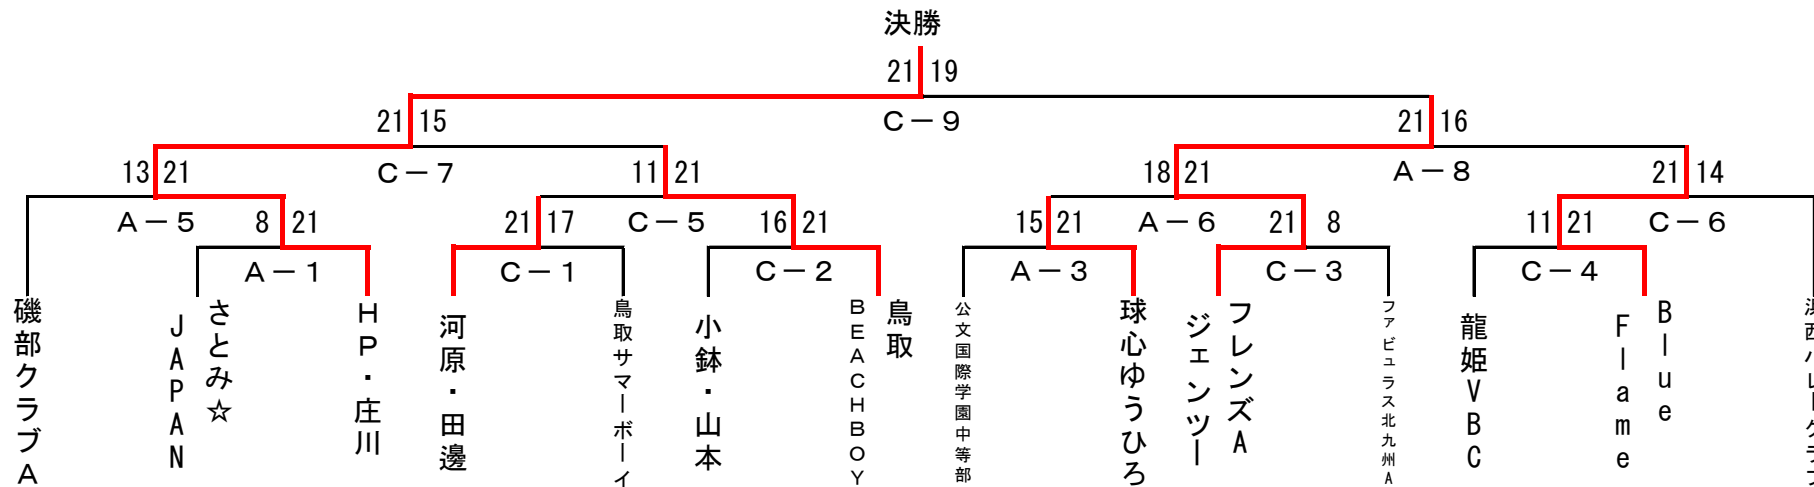 決勝
21 19
C－9
21 15
21 16
C－7
A－8
13 21
11 21
18 21
21 14
A－5
C－5
A－6
C－6
8 21
21 17
16 21
15 21
21 8
11 21
A－1
C－1
C－2
A－3
C－3
C－4
磯部クラブA
さとみ☆
JAPAN
HP・庄川
河原・田邊
鳥取サマーボーイ
小鉢・山本
鳥取
BEACHBOY
公文国際学園中等部
球心ゆうひろ
フレンズA
ジェンツー
ファビュラス北九州A
龍姫VBC
Blue
Flame